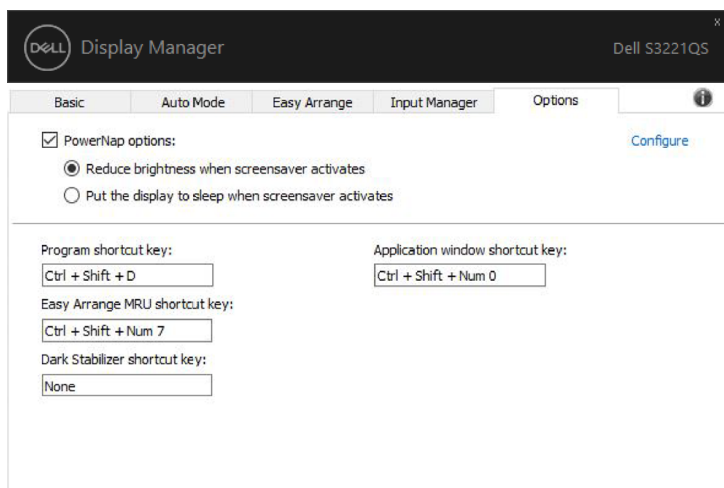 x
DELL Display Manager Dell S3221QS
Basic Auto Mode Easy Arrange Input Manager Options i
PowerNap options: Configure
Reduce brightness when screensaver activates
Put the display to sleep when screensaver activates
Program shortcut key: Application window shortcut key:
Ctrl + Shift + D Ctrl + Shift + Num 0
Easy Arrange MRU shortcut key:
Ctrl + Shift + Num 7
Dark Stabilizer shortcut key:
None